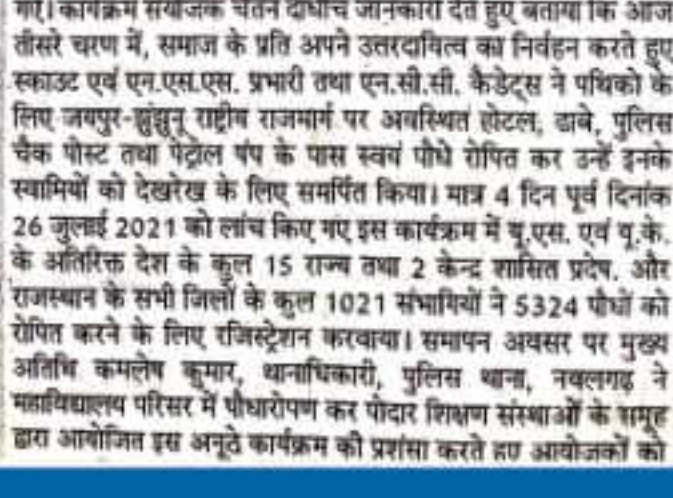 गए। कार्यक्रम संयोजक चेतन दाधीच जानकारी देते हुए बताया कि आज
तीसरे चरण में, समाज के प्रति अपने उत्तरदायित्व का निर्वहन करते हुए
स्काउट एवं एन.एस.एस. प्रभारी तथा एन.सी.सी. कैडेट्स ने पथिको के
लिए जयपुर-झुंझुनू राष्ट्रीय राजमार्ग पर अवस्थित होटल, ढाबे, पुलिस
चैक पोस्ट तथा पेट्रोल पंप के पास स्वयं पौधे रोपित कर उन्हें इनके
स्वामियों को देखरेख के लिए समर्पित किया। मात्र 4 दिन पूर्व दिनांक
26 जुलाई 2021 को लांच किए गए इस कार्यक्रम में यू.एस. एवं यू.के.
के अतिरिक्त देश के कुल 15 राज्य तथा 2 केन्द्र शासित प्रदेष. और
राजस्थान के सभी जिलों के कुल 1021 संभागियों ने 5324 पौधों को
रोपित करने के लिए रजिस्ट्रेशन करवाया। समापन अवसर पर मुख्य
अतिथि कमलेष कुमार, थानाधिकारी, पुलिस थाना, नवलगढ़ ने
महाविद्यालय परिसर में पौधारोपण कर पोदार शिक्षण संस्थाओं के समूह
द्वारा आयोजित इस अनूठे कार्यक्रम की प्रशंसा करते हुए आयोजकों को